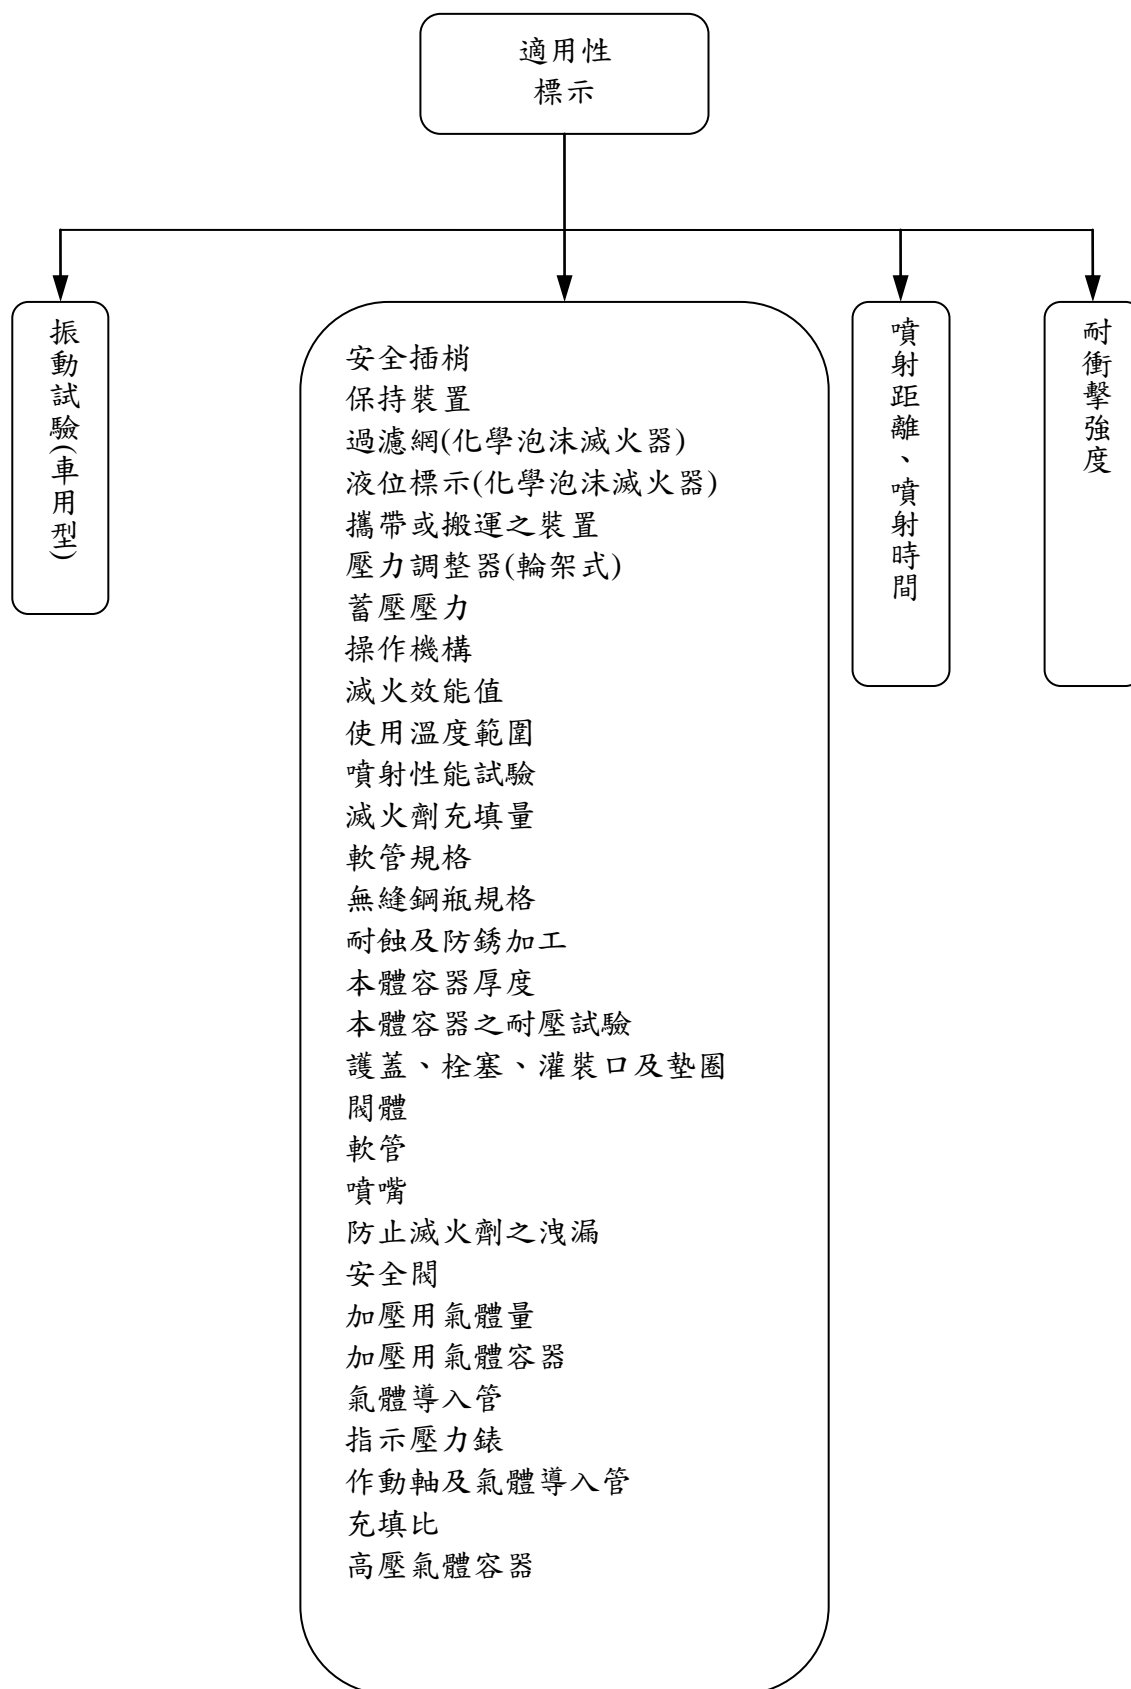 適用性
標示
振動試驗(車用型)
安全插梢
保持裝置
過濾網(化學泡沫滅火器)
液位標示(化學泡沫滅火器)
攜帶或搬運之裝置
壓力調整器(輪架式)
蓄壓壓力
操作機構
滅火效能值
使用溫度範圍
噴射性能試驗
滅火劑充填量
軟管規格
無縫鋼瓶規格
耐蝕及防銹加工
本體容器厚度
本體容器之耐壓試驗
護蓋、栓塞、灌裝口及墊圈
閥體
軟管
噴嘴
防止滅火劑之洩漏
安全閥
加壓用氣體量
加壓用氣體容器
氣體導入管
指示壓力錶
作動軸及氣體導入管
充填比
高壓氣體容器
噴射距離、噴射時間
耐衝擊強度